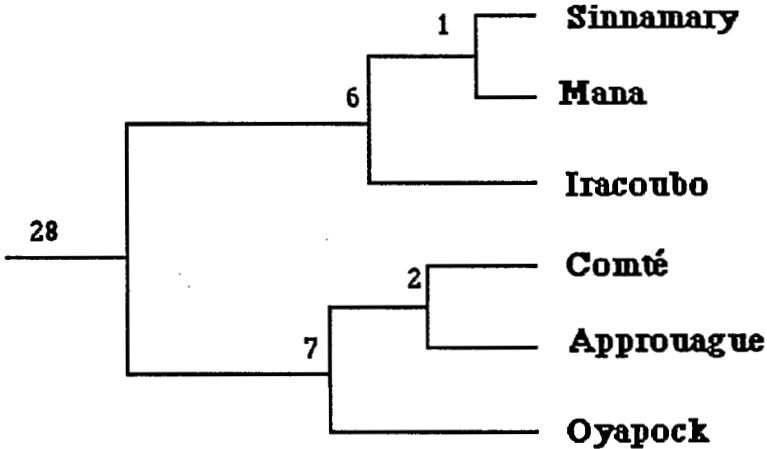 1
Sinnamary
6
Mana
Iracoubo
28
2
Comté
7
Approuague
Oyapock